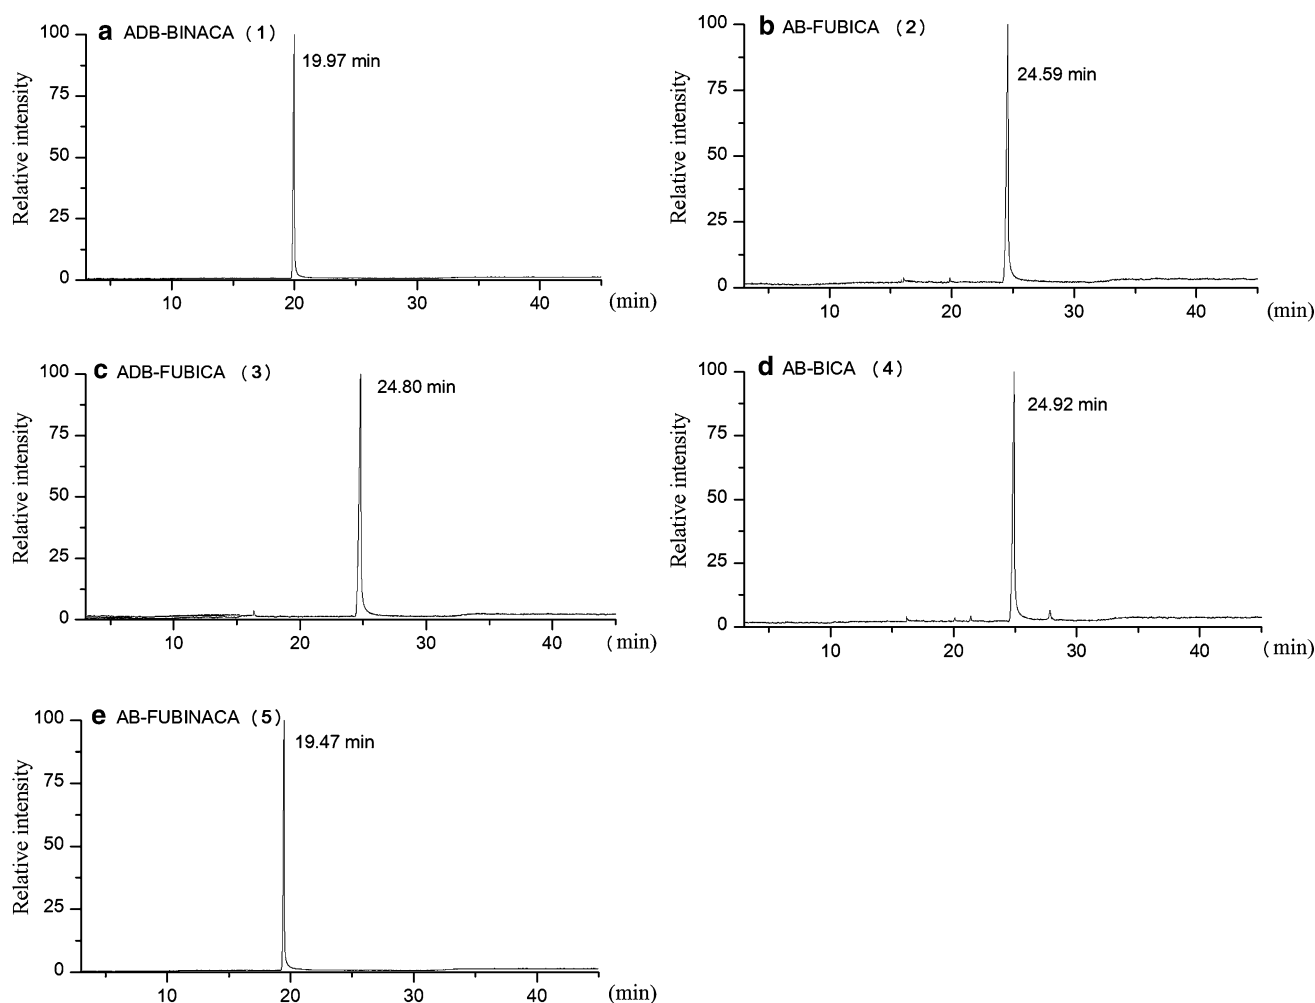 a ADB-BINACA (1)
19.97 min
Relative intensity
100
75
50
25
0
10 20 30 40 (min)
b AB-FUBICA (2)
24.59 min
Relative intensity
100
75
50
25
0
10 20 30 40 (min)
c ADB-FUBICA (3)
24.80 min
Relative intensity
100
75
50
25
0
10 20 30 40 (min)
d AB-BICA (4)
24.92 min
Relative intensity
100
75
50
25
0
10 20 30 40 (min)
e AB-FUBINACA (5)
19.47 min
Relative intensity
100
75
50
25
0
10 20 30 40 (min)